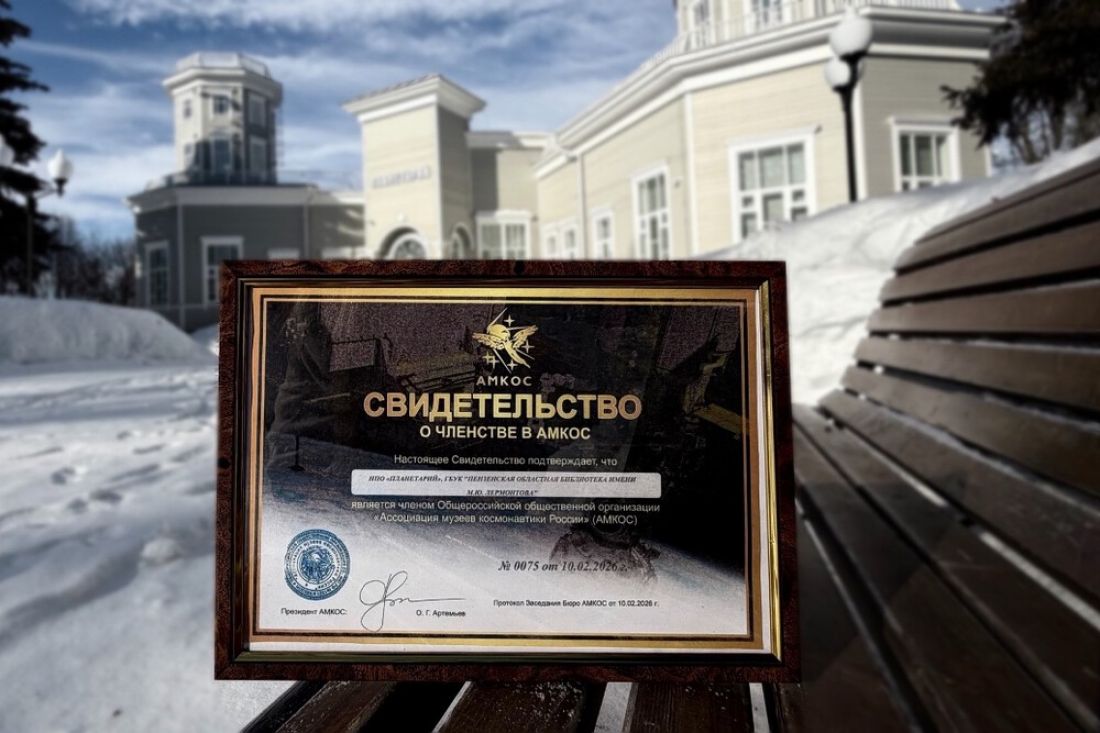 АМКОС
СВИДЕТЕЛЬСТВО
О ЧЛЕНСТВЕ В АМКОС
Настоящее Свидетельство подтверждает, что
НПО «ПЛАНЕТАРИЙ», ГБУК "ПЕНЗЕНСКАЯ ОБЛАСТНАЯ БИБЛИОТЕКА ИМЕНИ
М.Ю. ЛЕРМОНТОВА"
является членом Общероссийской общественной организации
«Ассоциация музеев космонавтики России» (АМКОС)
№ 0075 от 10.02.2026 г.
Президент АМКОС:
О. Г. Артемьев
Протокол Заседания Бюро АМКОС от 10.02.2026 г.